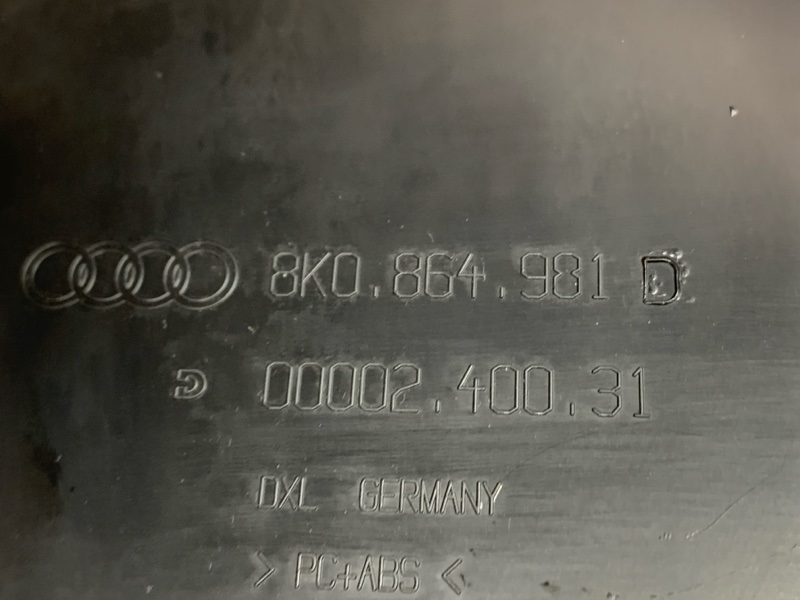 8K0.864.981 D
00002.400.31
DXL GERMANY
> PC+ABS <